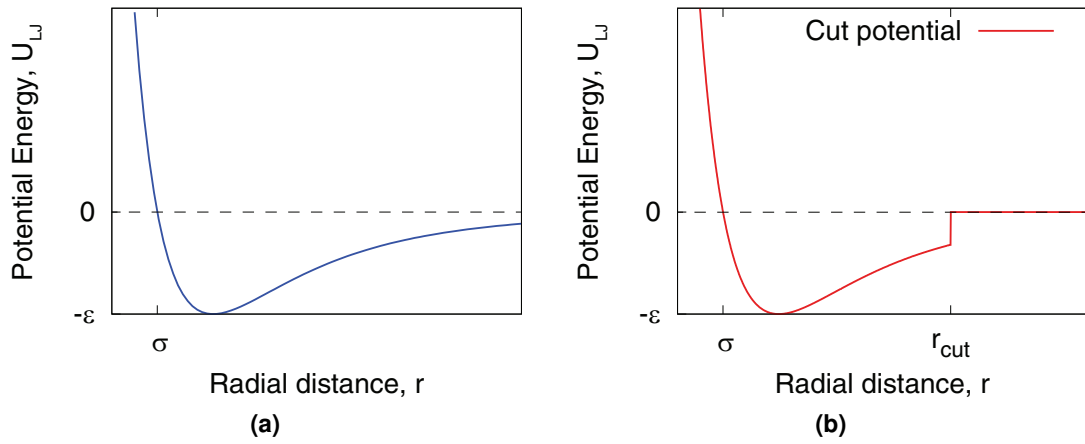 Potential Energy, U_LJ
0
-ε
σ
Radial distance, r
(a)
Potential Energy, U_LJ
Cut potential
0
-ε
σ
r_cut
Radial distance, r
(b)